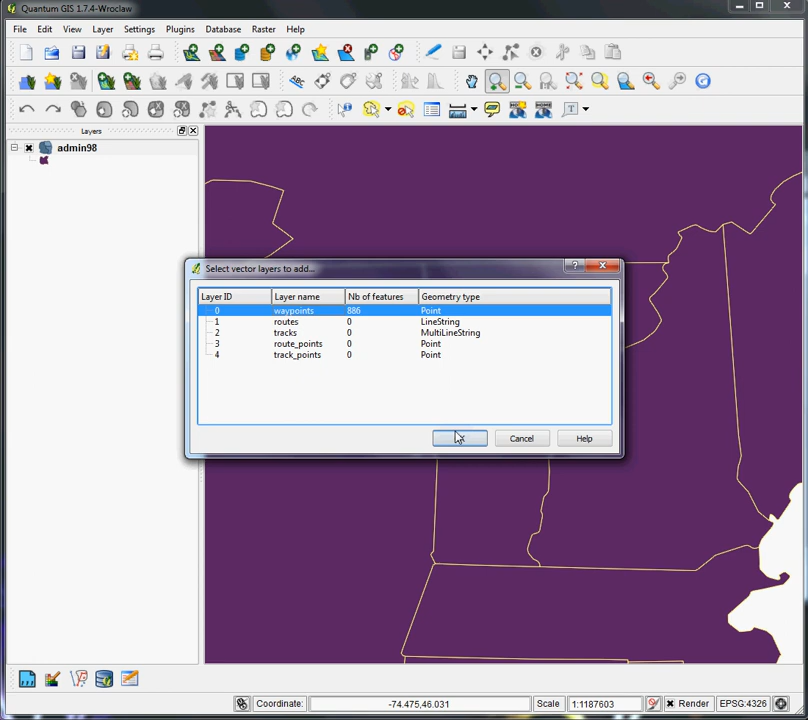 Quantum GIS 1.7.4-Wroclaw
File Edit View Layer Settings Plugins Database Raster Help
ABC
T
Layers
admin98
Select vector layers to add...
Layer ID Layer name Nb of features Geometry type
0 waypoints 886 Point
1 routes 0 LineString
2 tracks 0 MultiLineString
3 route_points 0 Point
4 track_points 0 Point
Cancel Help
Coordinate: -74.475,46.031 Scale 1:1187603 Render EPSG:4326